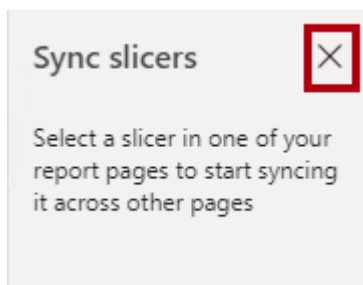 Sync slicers
Select a slicer in one of your
report pages to start syncing
it across other pages